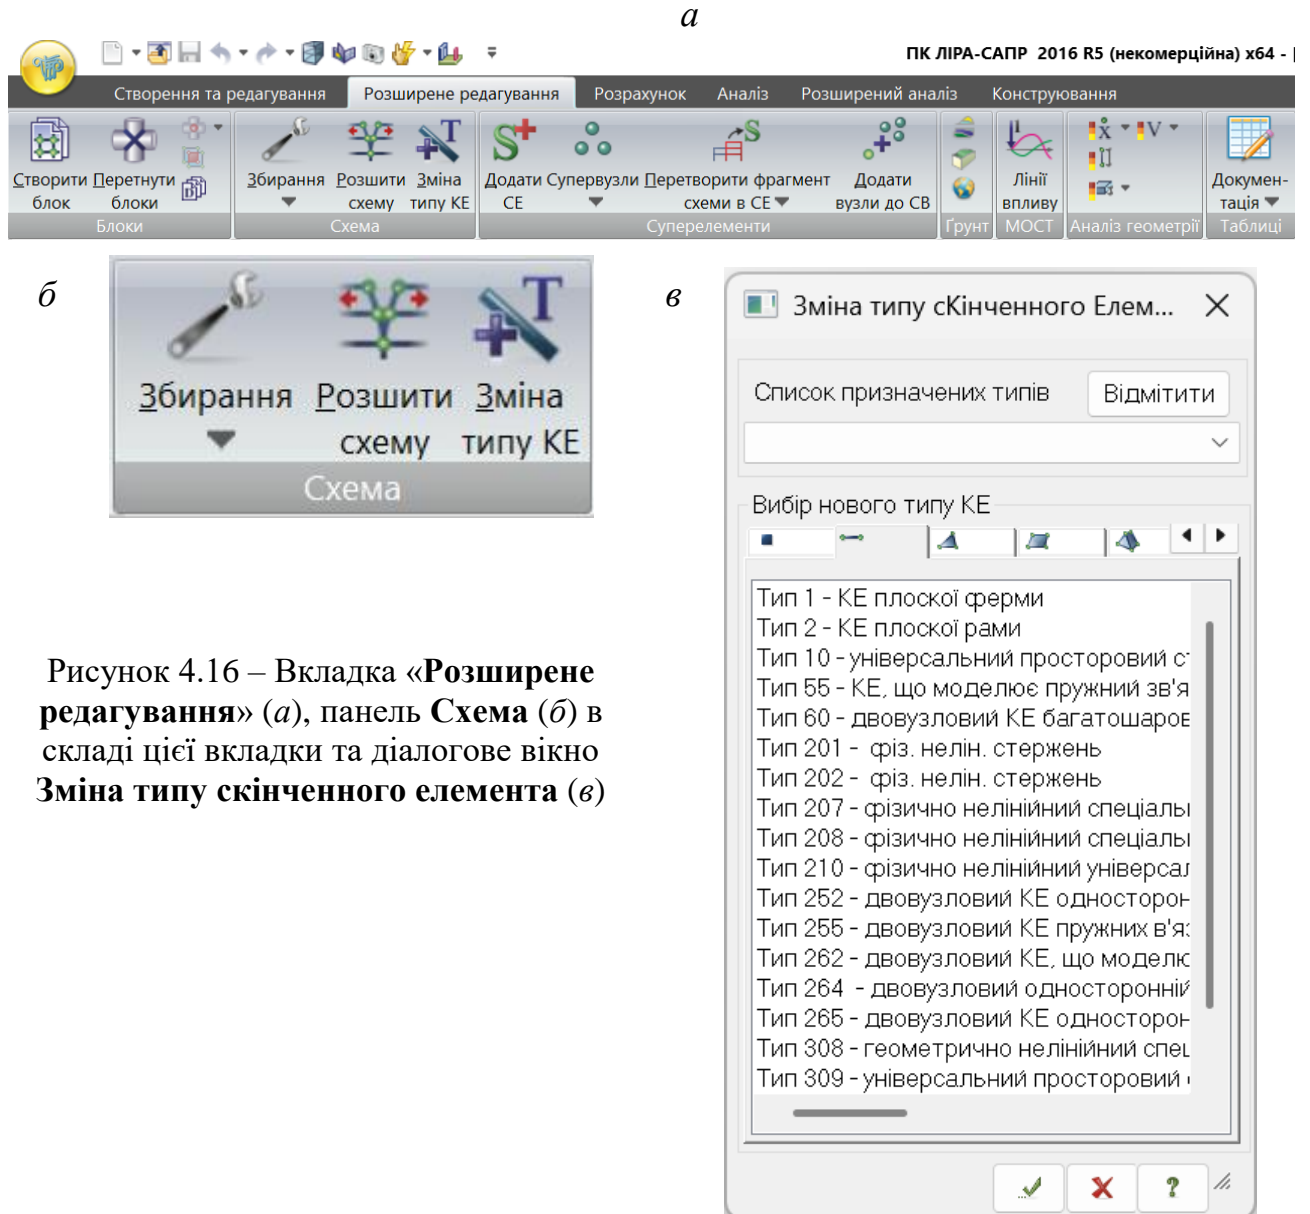 а
ПК ЛІРА-САПР 2016 R5 (некомерційна) x64 -
Створення та редагування Розширене редагування Розрахунок Аналіз Розширений аналіз Конструювання
Створити блок Перетнути блоки Збирання Розшити схему Зміна типу КЕ Додати СЕ Супервузли Перетворити фрагмент схеми в СЕ Додати вузли до СВ Лінії впливу Докумен-тація
Блоки Схема Суперелементи Ґрунт МОСТ Аналіз геометрії Таблиці
б
Збирання Розшити схему Зміна типу КЕ
Схема
в
Зміна типу сКінченного Елем...
Список призначених типів Відмітити
Вибір нового типу КЕ
Тип 1 - КЕ плоскої ферми
Тип 2 - КЕ плоскої рами
Тип 10 - універсальний просторовий ст
Тип 55 - КЕ, що моделює пружний зв'я
Тип 60 - двовузловий КЕ багатошаров
Тип 201 - фіз. нелін. стержень
Тип 202 - фіз. нелін. стержень
Тип 207 - фізично нелінійний спеціаль
Тип 208 - фізично нелінійний спеціаль
Тип 210 - фізично нелінійний універсал
Тип 252 - двовузловий КЕ односторон
Тип 255 - двовузловий КЕ пружних в'яз
Тип 262 - двовузловий КЕ, що моделю
Тип 264 - двовузловий односторонній
Тип 265 - двовузловий КЕ односторон
Тип 308 - геометрично нелінійний спец
Тип 309 - універсальний просторовий
Рисунок 4.16 – Вкладка «Розширене
редагування» (а), панель Схема (б) в
складі цієї вкладки та діалогове вікно
Зміна типу скінченного елемента (в)